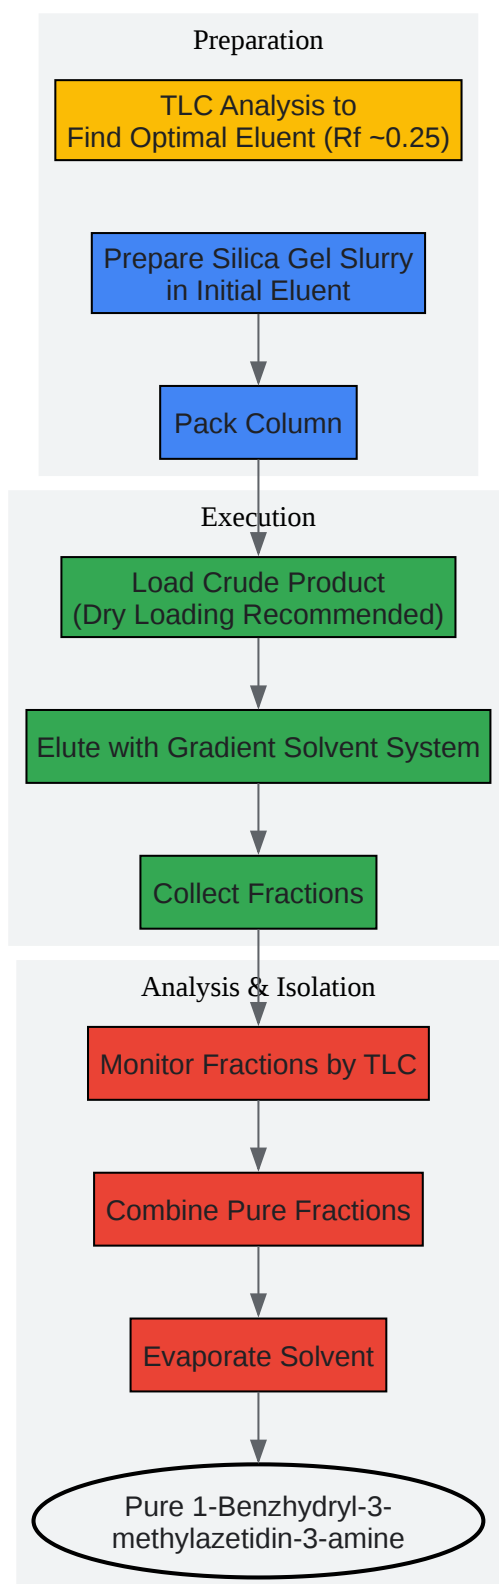 Preparation
TLC Analysis to
Find Optimal Eluent (Rf ~0.25)
Prepare Silica Gel Slurry
in Initial Eluent
Pack Column
Execution
Load Crude Product
(Dry Loading Recommended)
Elute with Gradient Solvent System
Collect Fractions
Analysis & Isolation
Monitor Fractions by TLC
Combine Pure Fractions
Evaporate Solvent
Pure 1-Benzhydryl-3-
methylazetidin-3-amine